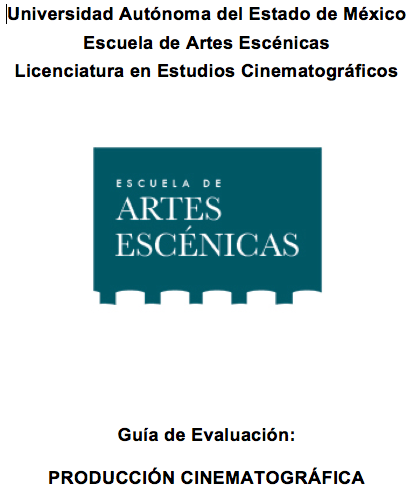 Universidad Autónoma del Estado de México
Escuela de Artes Escénicas
Licenciatura en Estudios Cinematográficos
ESCUELA DE
ARTES
ESCÉNICAS
Guía de Evaluación:
PRODUCCIÓN CINEMATOGRÁFICA